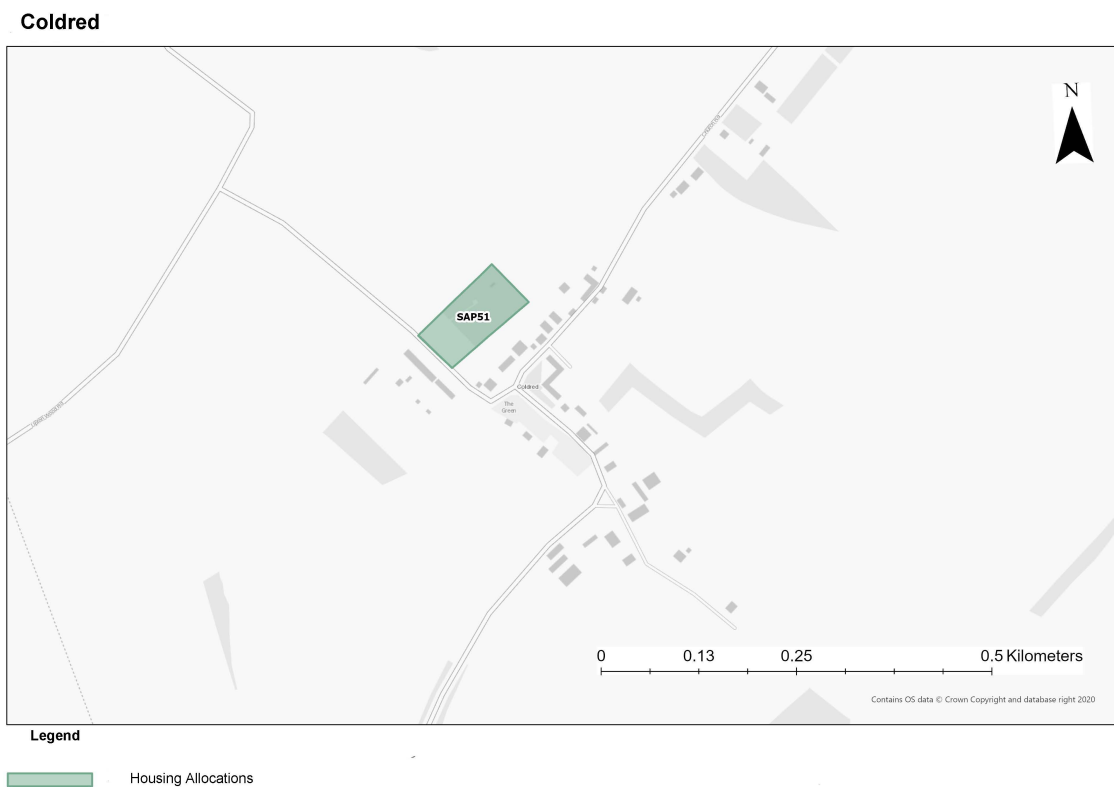 Coldred
N
SAP51
Coldred
The
Green
0 0.13 0.25 0.5 Kilometers
Contains OS data © Crown Copyright and database right 2020
Legend
Housing Allocations